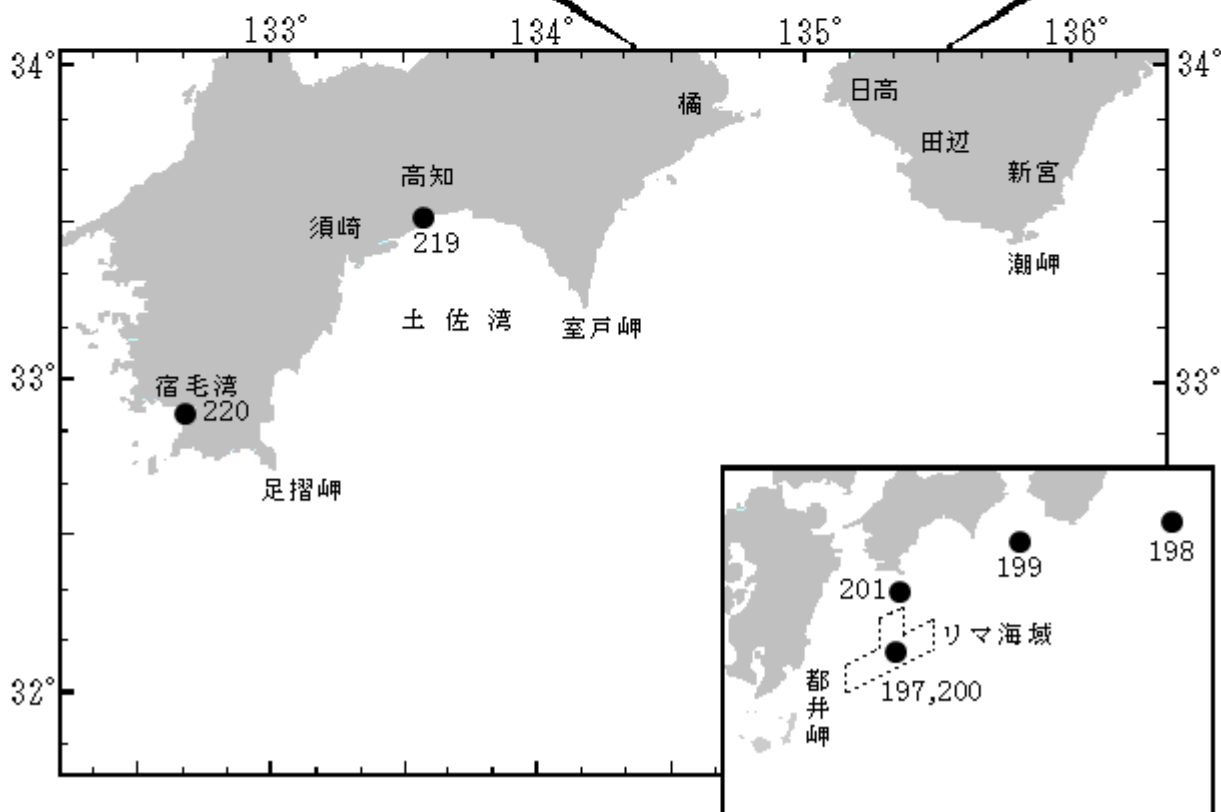 133°
134°
135°
136°
34°
34°
橘
日高
田辺
高知
新宮
須崎
219
潮岬
土佐湾
室戸岬
33°
33°
宿毛湾
220
足摺岬
198
199
201
リマ海域
都井岬
197,200
32°